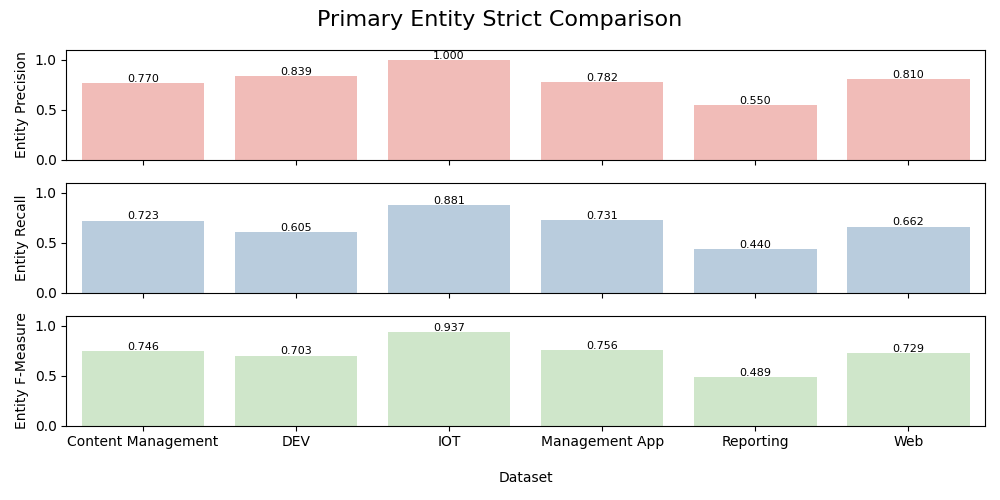 Primary Entity Strict Comparison
Entity Precision
1.0
0.5
0.0
0.770
0.839
1.000
0.782
0.550
0.810
Entity Recall
1.0
0.5
0.0
0.723
0.605
0.881
0.731
0.440
0.662
Entity F-Measure
1.0
0.5
0.0
0.746
0.703
0.937
0.756
0.489
0.729
Content Management
DEV
IOT
Management App
Reporting
Web
Dataset